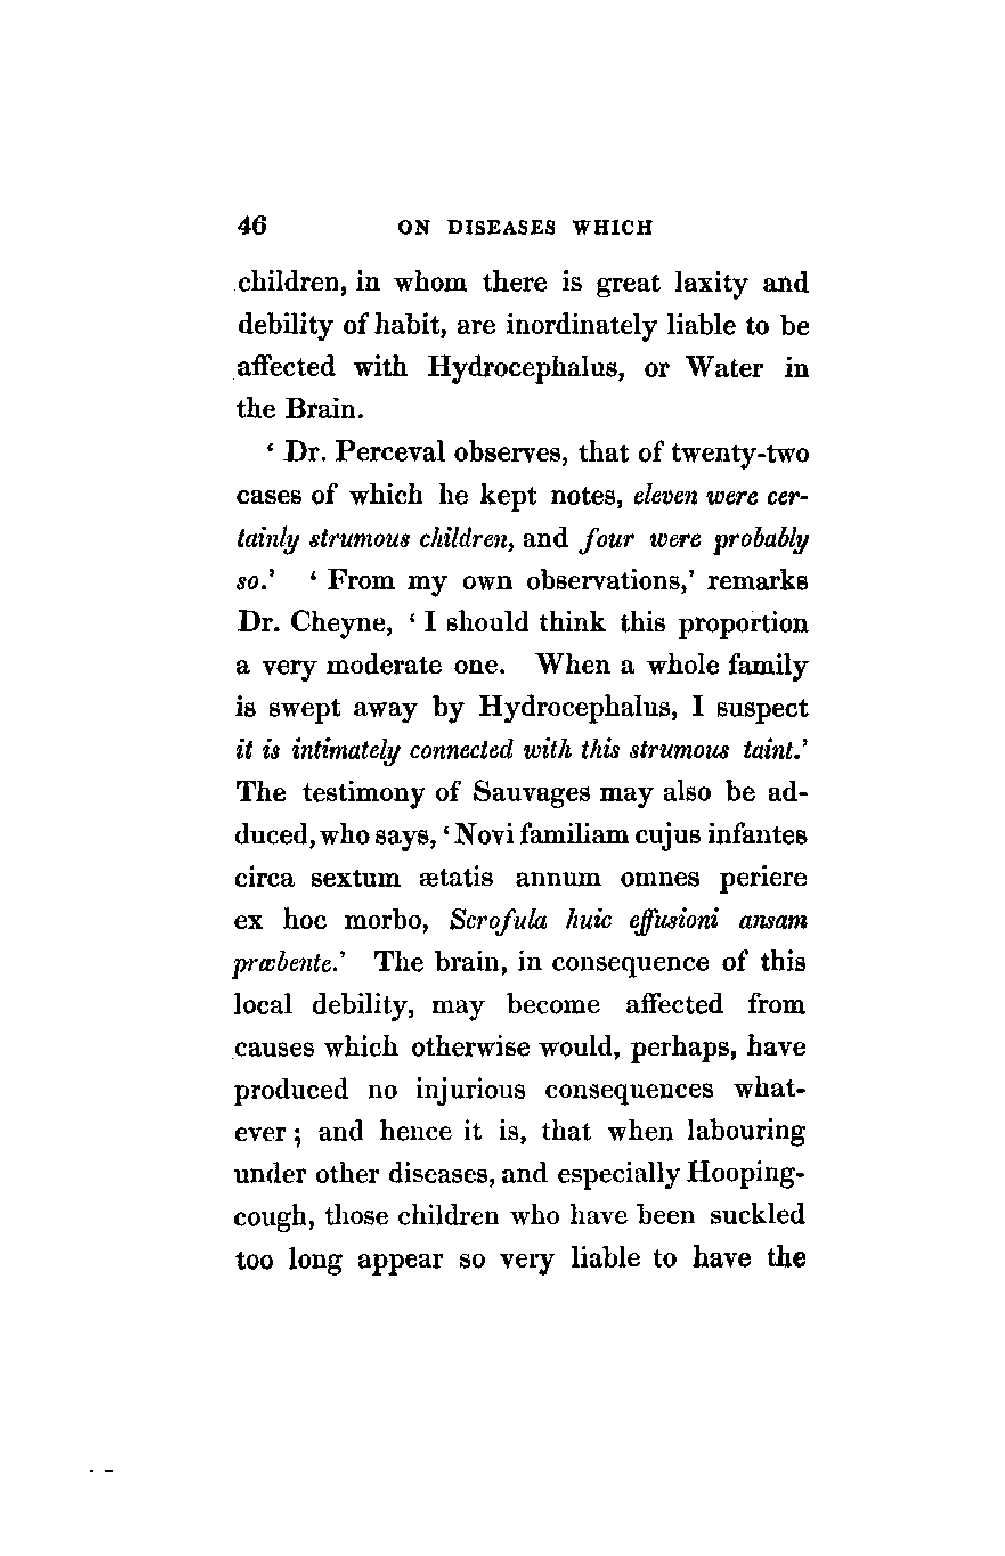 46 ON DISEASES WHICH
children, in whom there is great laxity and
debility of habit, are inordinately liable to be
affected with Hydrocephalus, or Water in
the Brain.
‘ Dr. Perceval observes, that of twenty-two
cases of which he kept notes, eleven were cer-
tainly strumous children, and four were probably
so.’ ‘ From my own observations,’ remarks
Dr. Cheyne, ‘ I should think this proportion
a very moderate one. When a whole family
is swept away by Hydrocephalus, I suspect
it is intimately connected with this strumous taint.’
The testimony of Sauvages may also be ad-
duced, who says, ‘ Novi familiam cujus infantes
circa sextum ætatis annum omnes periere
ex hoc morbo, Scrofula huic effusioni ansam
præbente.’ The brain, in consequence of this
local debility, may become affected from
causes which otherwise would, perhaps, have
produced no injurious consequences what-
ever ; and hence it is, that when labouring
under other diseases, and especially Hooping-
cough, those children who have been suckled
too long appear so very liable to have the